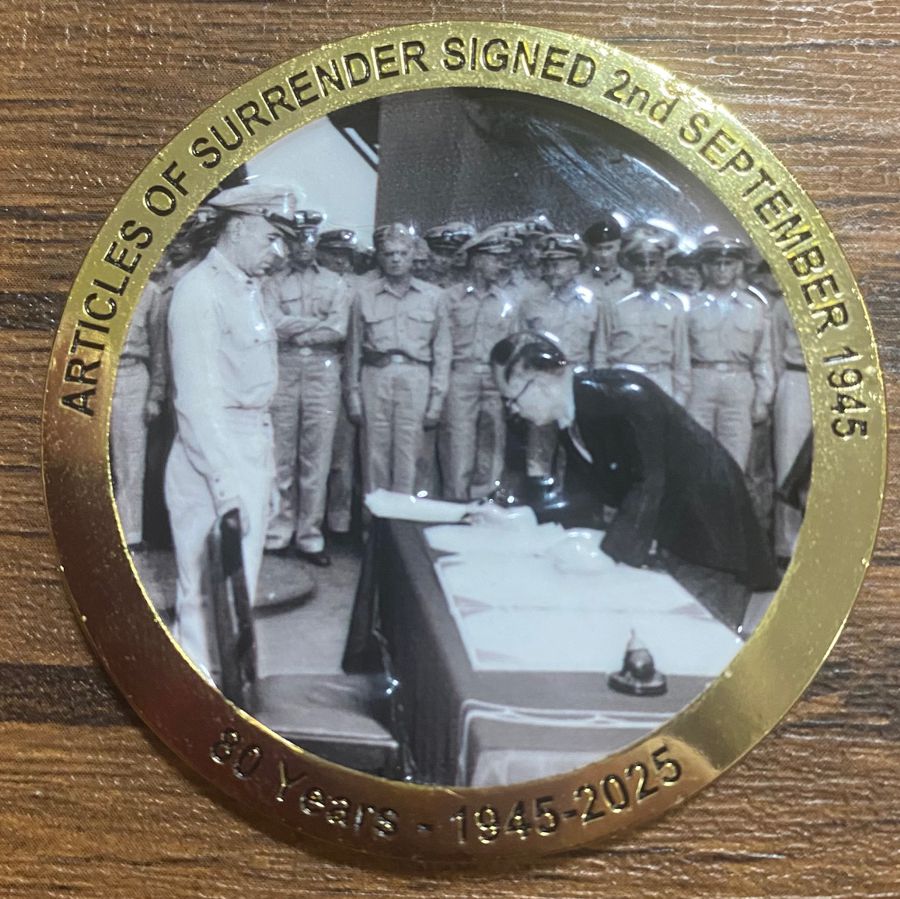 ARTICLES OF SURRENDER SIGNED 2nd SEPTEMBER 1945
80 Years - 1945-2025